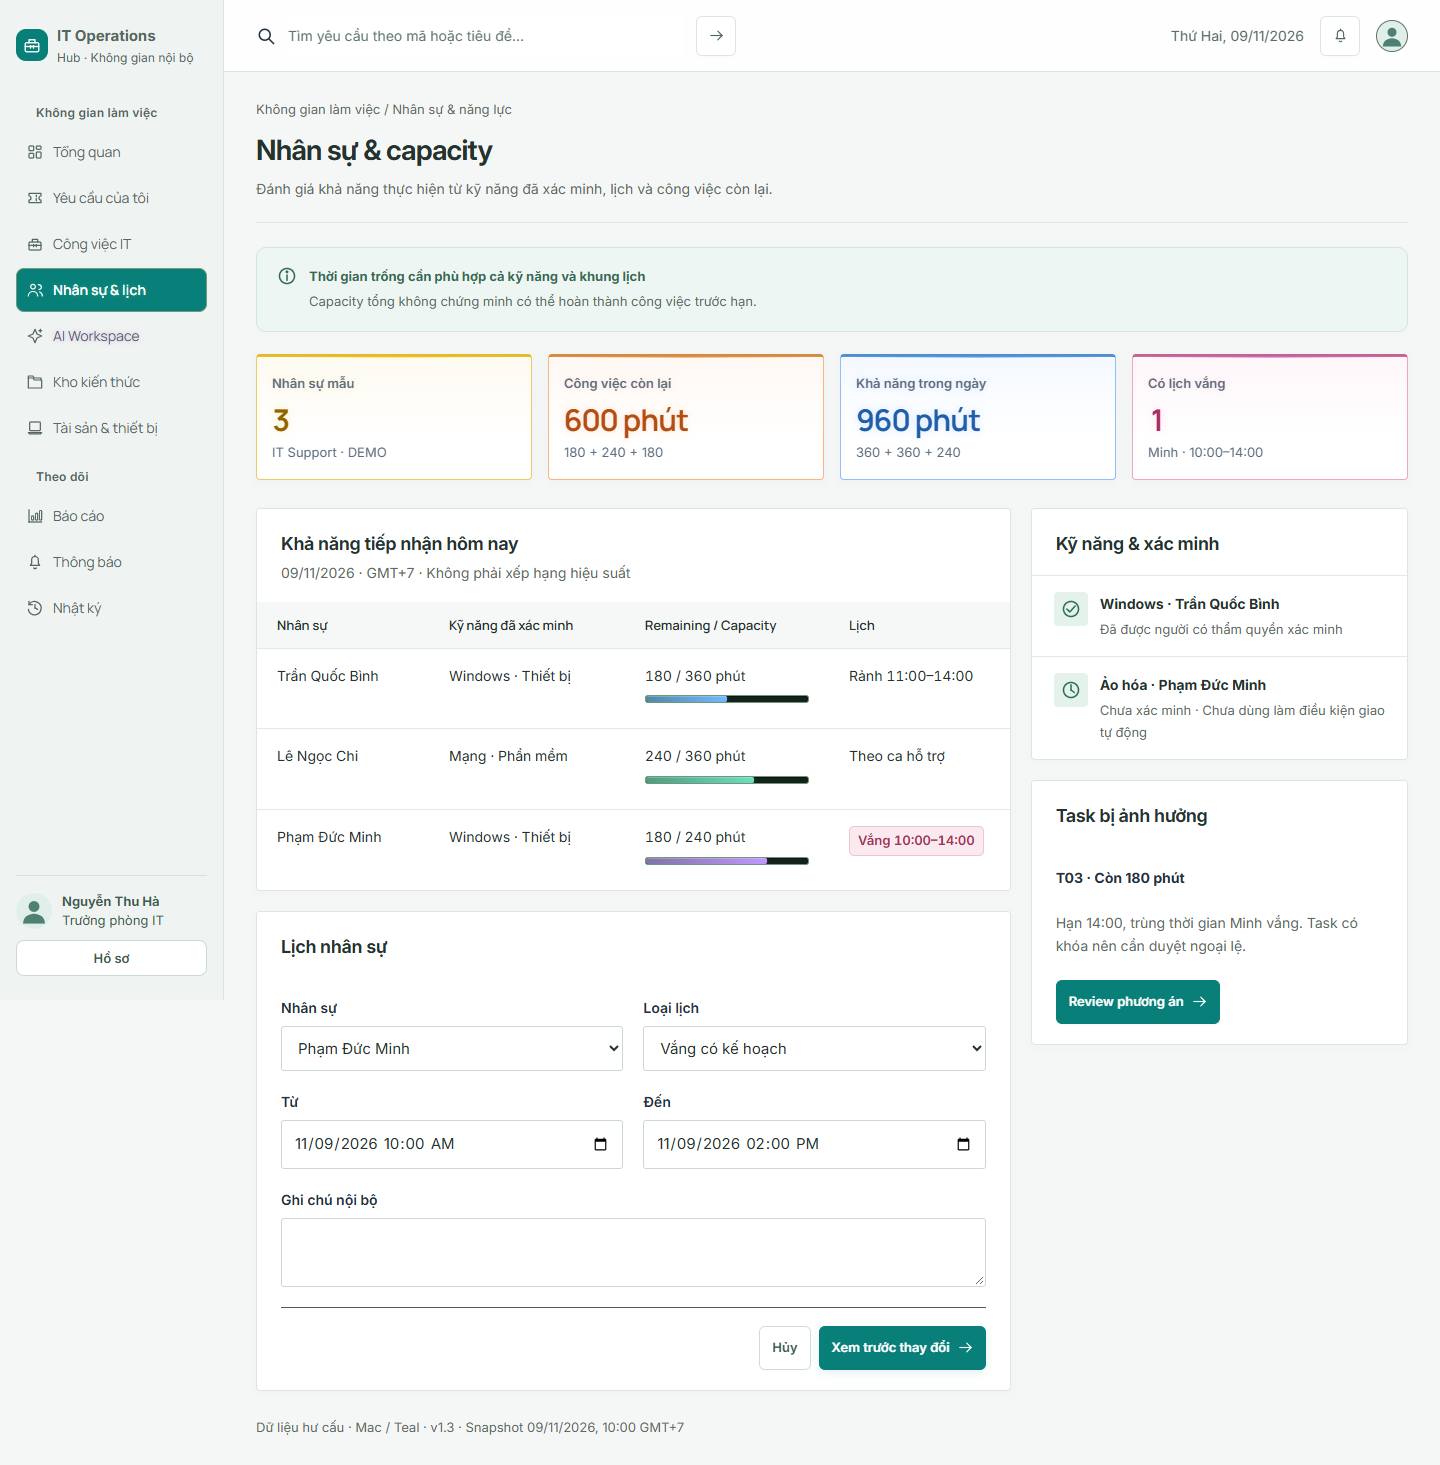 IT Operations
Hub · Không gian nội bộ
Không gian làm việc
Tổng quan
Yêu cầu của tôi
Công việc IT
Nhân sự & lịch
AI Workspace
Kho kiến thức
Tài sản & thiết bị
Theo dõi
Báo cáo
Thông báo
Nhật ký
Nguyễn Thu Hà
Trưởng phòng IT
Hồ sơ
Tìm yêu cầu theo mã hoặc tiêu đề...
Thứ Hai, 09/11/2026
Không gian làm việc / Nhân sự & năng lực
Nhân sự & capacity
Đánh giá khả năng thực hiện từ kỹ năng đã xác minh, lịch và công việc còn lại.
Thời gian trống cần phù hợp cả kỹ năng và khung lịch
Capacity tổng không chứng minh có thể hoàn thành công việc trước hạn.
Nhân sự mẫu
3
IT Support · DEMO
Công việc còn lại
600 phút
180 + 240 + 180
Khả năng trong ngày
960 phút
360 + 360 + 240
Có lịch vắng
1
Minh · 10:00–14:00
Khả năng tiếp nhận hôm nay
09/11/2026 · GMT+7 · Không phải xếp hạng hiệu suất
Nhân sự Kỹ năng đã xác minh Remaining / Capacity Lịch
Trần Quốc Bình Windows · Thiết bị 180 / 360 phút Rảnh 11:00–14:00
Lê Ngọc Chi Mạng · Phần mềm 240 / 360 phút Theo ca hỗ trợ
Phạm Đức Minh Windows · Thiết bị 180 / 240 phút Vắng 10:00–14:00
Kỹ năng & xác minh
Windows · Trần Quốc Bình
Đã được người có thẩm quyền xác minh
Ảo hóa · Phạm Đức Minh
Chưa xác minh · Chưa dùng làm điều kiện giao
tự động
Task bị ảnh hưởng
T03 · Còn 180 phút
Hạn 14:00, trùng thời gian Minh vắng. Task có
khóa nên cần duyệt ngoại lệ.
Review phương án
Lịch nhân sự
Nhân sự Loại lịch
Phạm Đức Minh Vắng có kế hoạch
Từ Đến
11/09/2026 10:00 AM 11/09/2026 02:00 PM
Ghi chú nội bộ
Hủy Xem trước thay đổi
Dữ liệu hư cấu · Mac / Teal · v1.3 · Snapshot 09/11/2026, 10:00 GMT+7